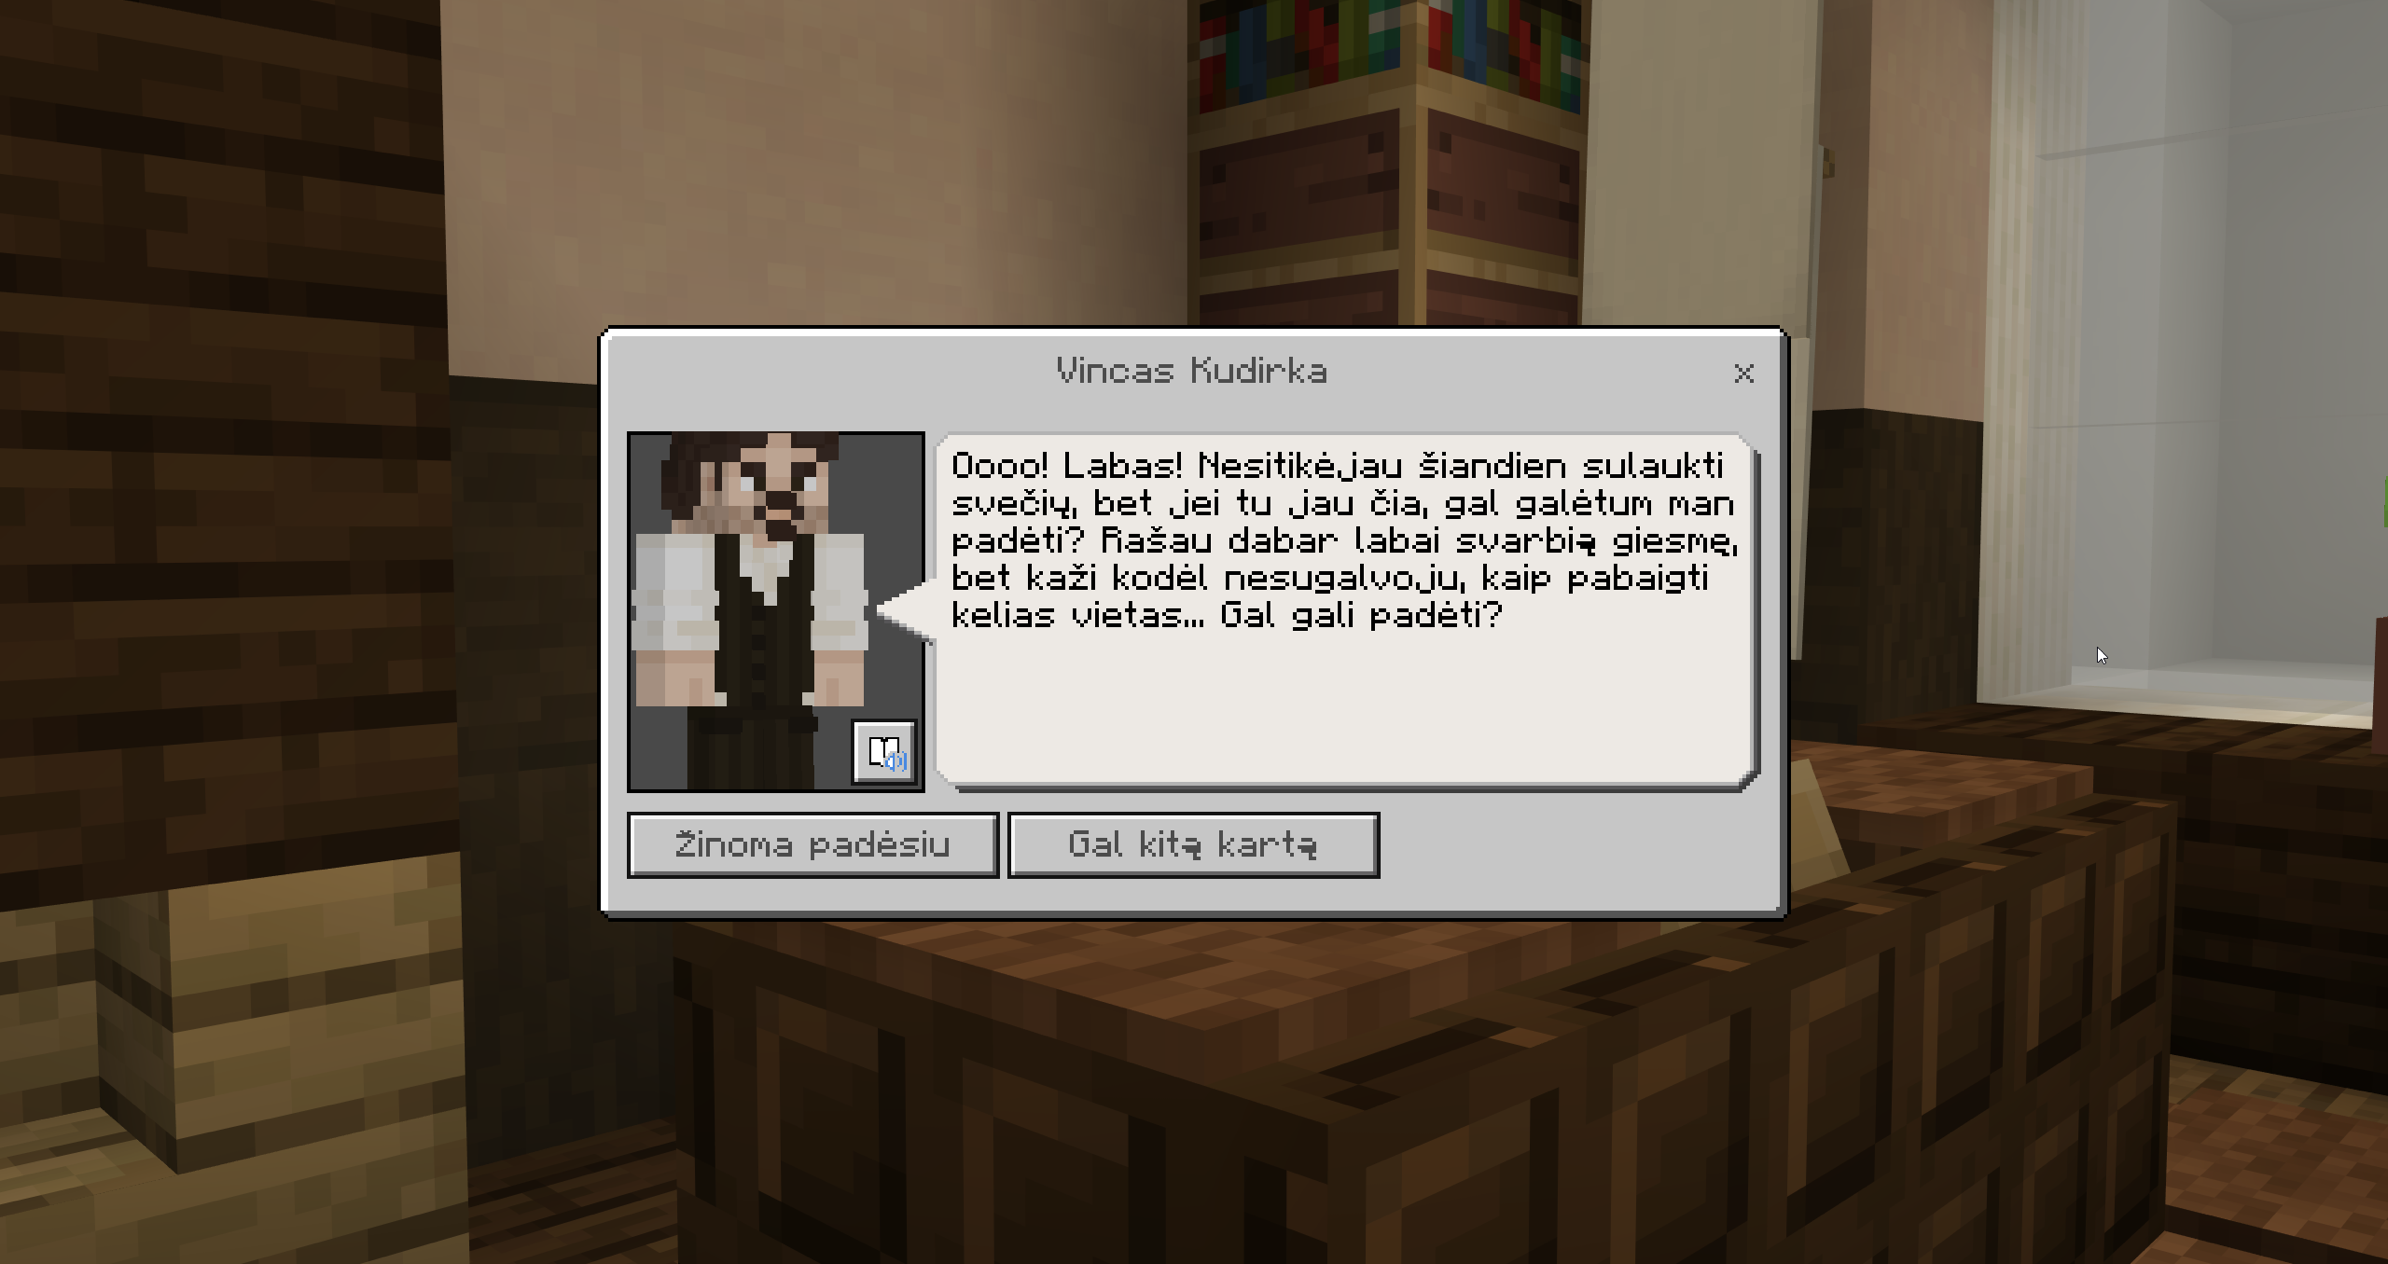 Vincas Kudirka
x
Oooo! Labas! Nesitikėjau šiandien sulaukti
svečių, bet jei tu jau čia, gal galėtum man
padėti? Rašau dabar labai svarbią giesmę,
bet kaži kodėl nesugalvoju, kaip pabaigti
kelias vietas... Gal gali padėti?
Žinoma padėsiu
Gal kitą kartą